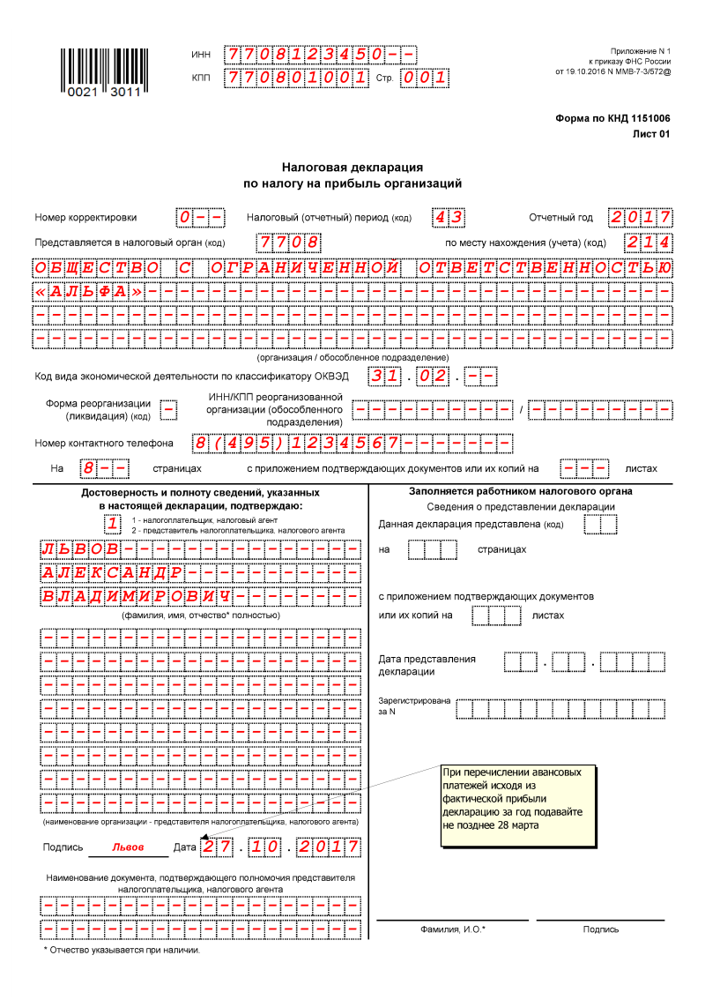 0021 3011
ИНН 7708123450--
КПП 770801001 Стр. 001
Приложение N 1
к приказу ФНС России
от 19.10.2016 N ММВ-7-3/572@
Форма по КНД 1151006
Лист 01
Налоговая декларация
по налогу на прибыль организаций
Номер корректировки 0-- Налоговый (отчетный) период (код) 43 Отчетный год 2017
Представляется в налоговый орган (код) 7708 по месту нахождения (учета) (код) 214
ОБЩЕСТВО С ОГРАНИЧЕННОЙ ОТВЕТСТВЕННОСТЬЮ
«АЛЬФА»---------------------------------
----------------------------------------
----------------------------------------
(организация / обособленное подразделение)
Код вида экономической деятельности по классификатору ОКВЭД 31.02.--
Форма реорганизации
(ликвидация) (код) -
ИНН/КПП реорганизованной
организации (обособленного
подразделения) ---------- / ---------
Номер контактного телефона 8(495)1234567-------
На 8-- страницах с приложением подтверждающих документов или их копий на --- листах
Достоверность и полноту сведений, указанных
в настоящей декларации, подтверждаю:
1 1 - налогоплательщик, налоговый агент
2 - представитель налогоплательщика, налогового агента
ЛЬВОВ---------------
АЛЕКСАНДР-----------
ВЛАДИМИРОВИЧ--------
(фамилия, имя, отчество* полностью)
--------------------
--------------------
--------------------
--------------------
--------------------
--------------------
--------------------
--------------------
(наименование организации - представителя налогоплательщика, налогового агента)
Подпись Львов Дата 27.10.2017
Наименование документа, подтверждающего полномочия представителя
налогоплательщика, налогового агента
--------------------
--------------------
* Отчество указывается при наличии.
Заполняется работником налогового органа
Сведения о представлении декларации
Данная декларация представлена (код)
на страницах
с приложением подтверждающих документов
или их копий на листах
Дата представления
декларации . .
Зарегистрирована
за N
При перечислении авансовых
платежей исходя из
фактической прибыли
декларацию за год подавайте
не позднее 28 марта
Фамилия, И.О.* Подпись